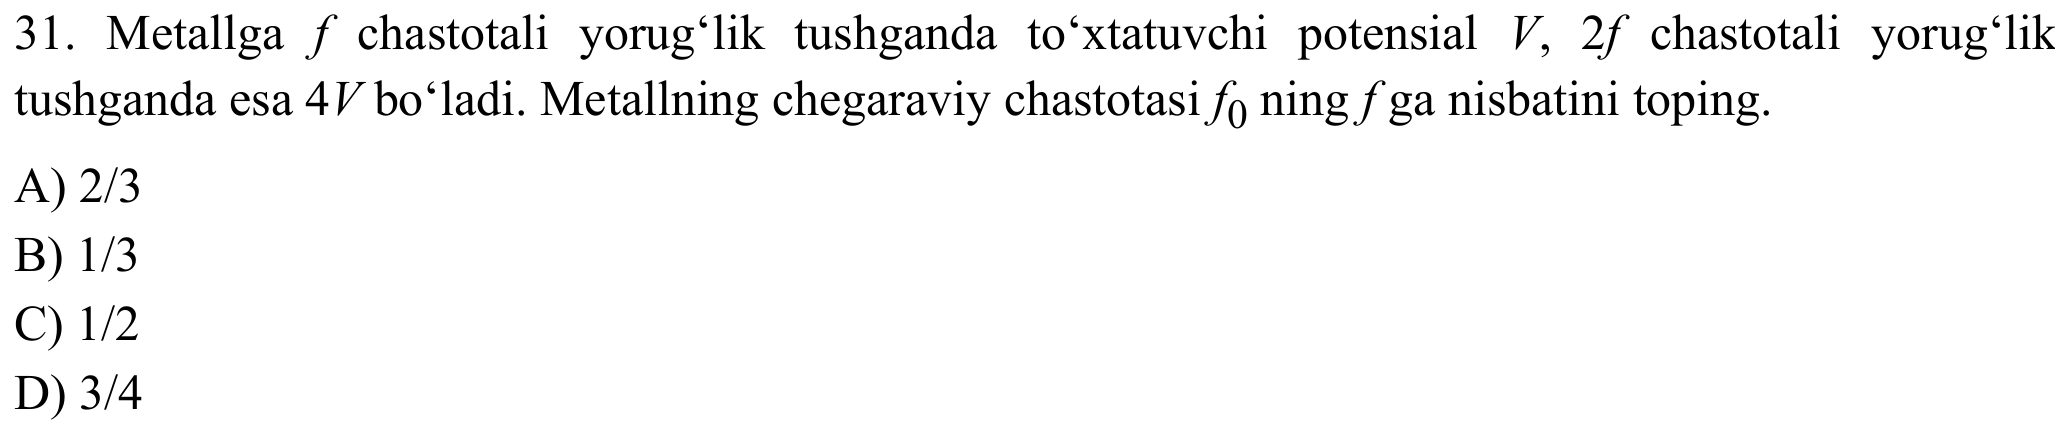 31. Metallga f chastotali yorug‘lik tushganda to‘xtatuvchi potensial V, 2f chastotali yorug‘lik
tushganda esa 4V bo‘ladi. Metallning chegaraviy chastotasi f₀ ning f ga nisbatini toping.
A) 2/3
B) 1/3
C) 1/2
D) 3/4